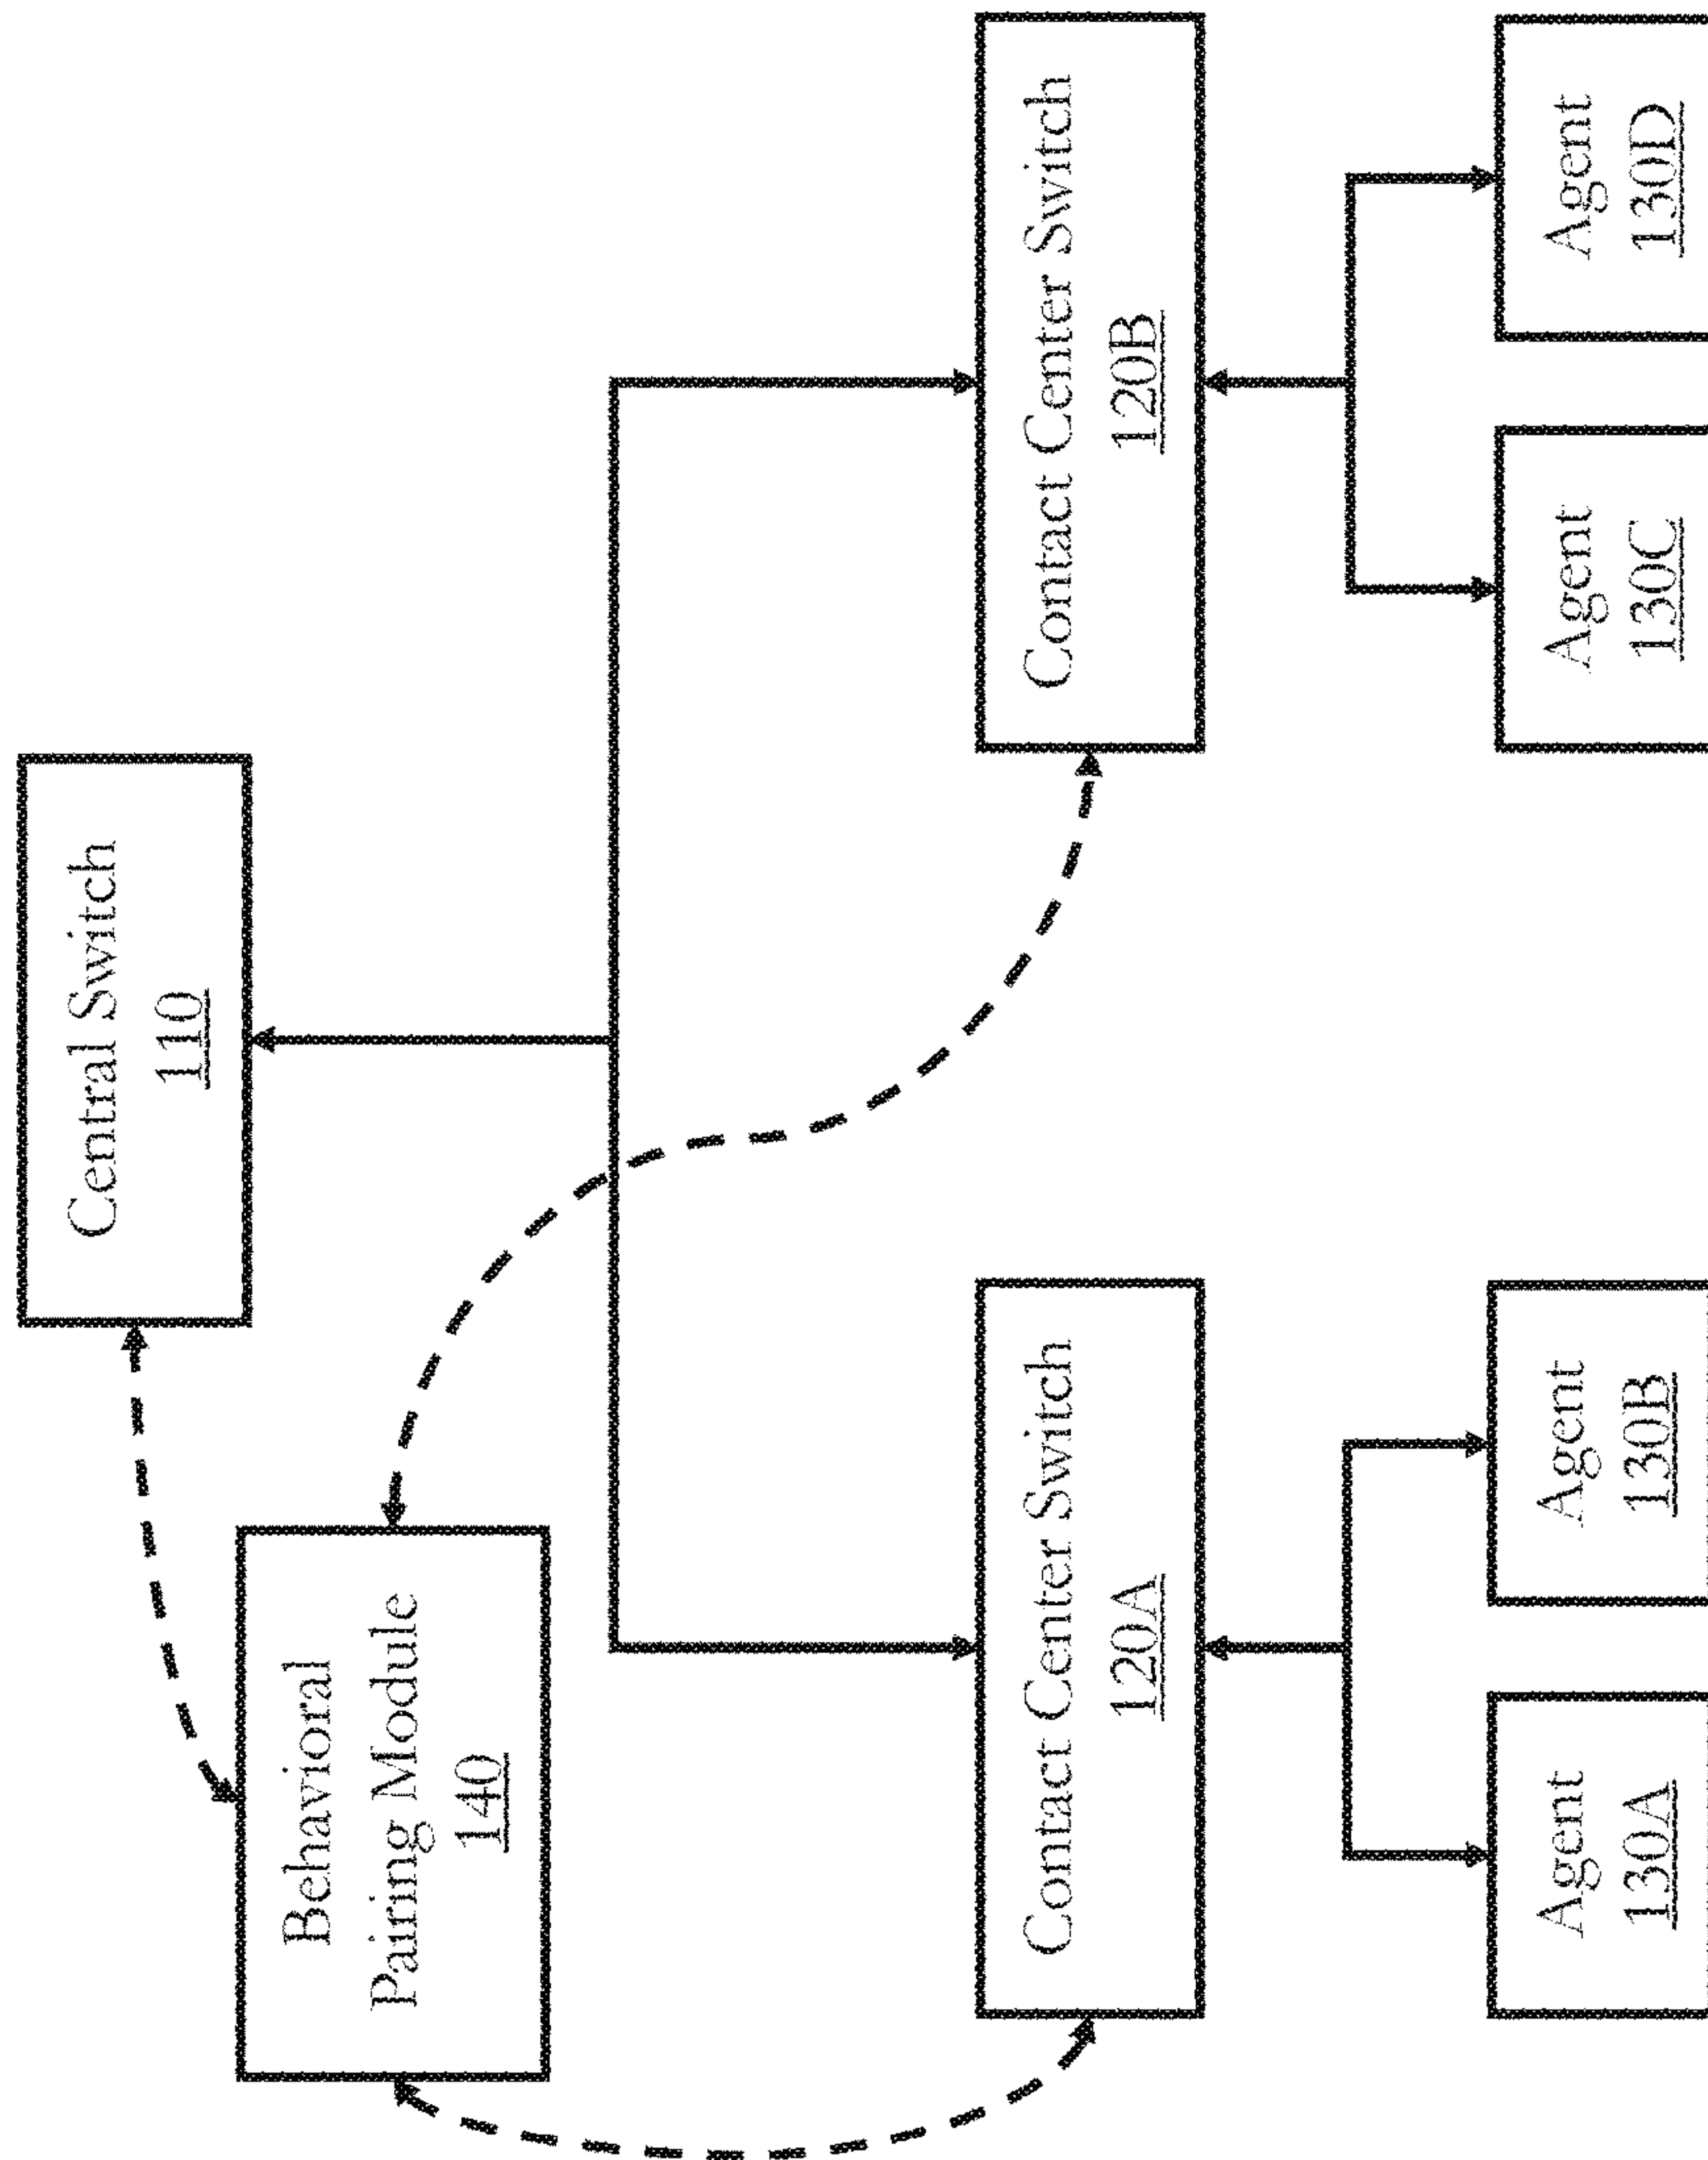 Central Switch
110
Behavioral
Pairing Module
140
Contact Center Switch
120A
Contact Center Switch
120B
Agent
130A
Agent
130B
Agent
130C
Agent
130D